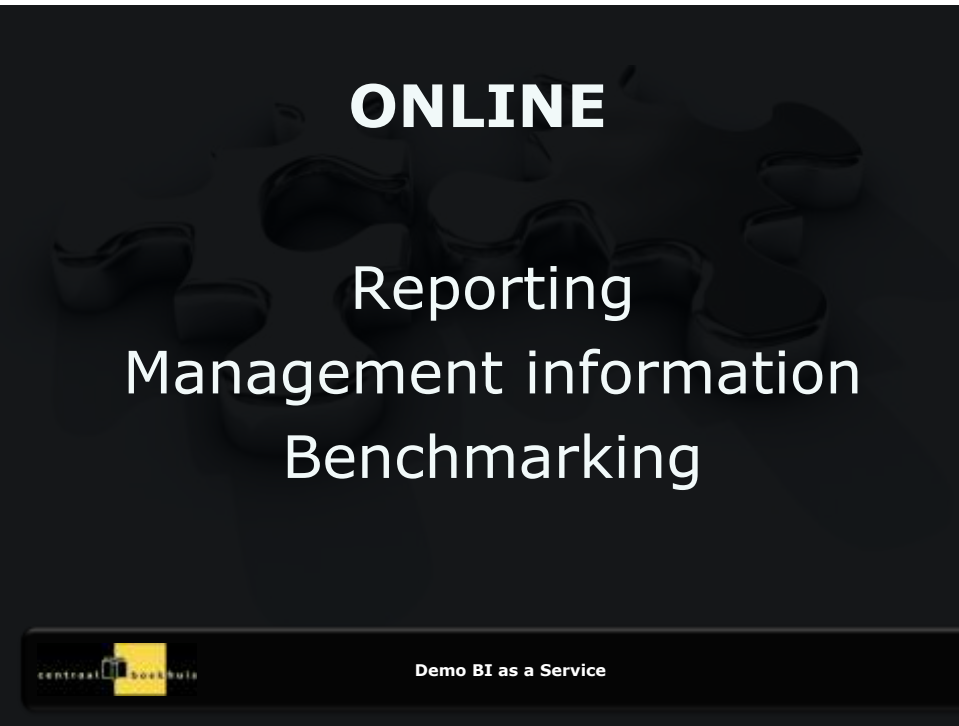 ONLINE
Reporting
Management information
Benchmarking
centraal boekhuis
Demo BI as a Service